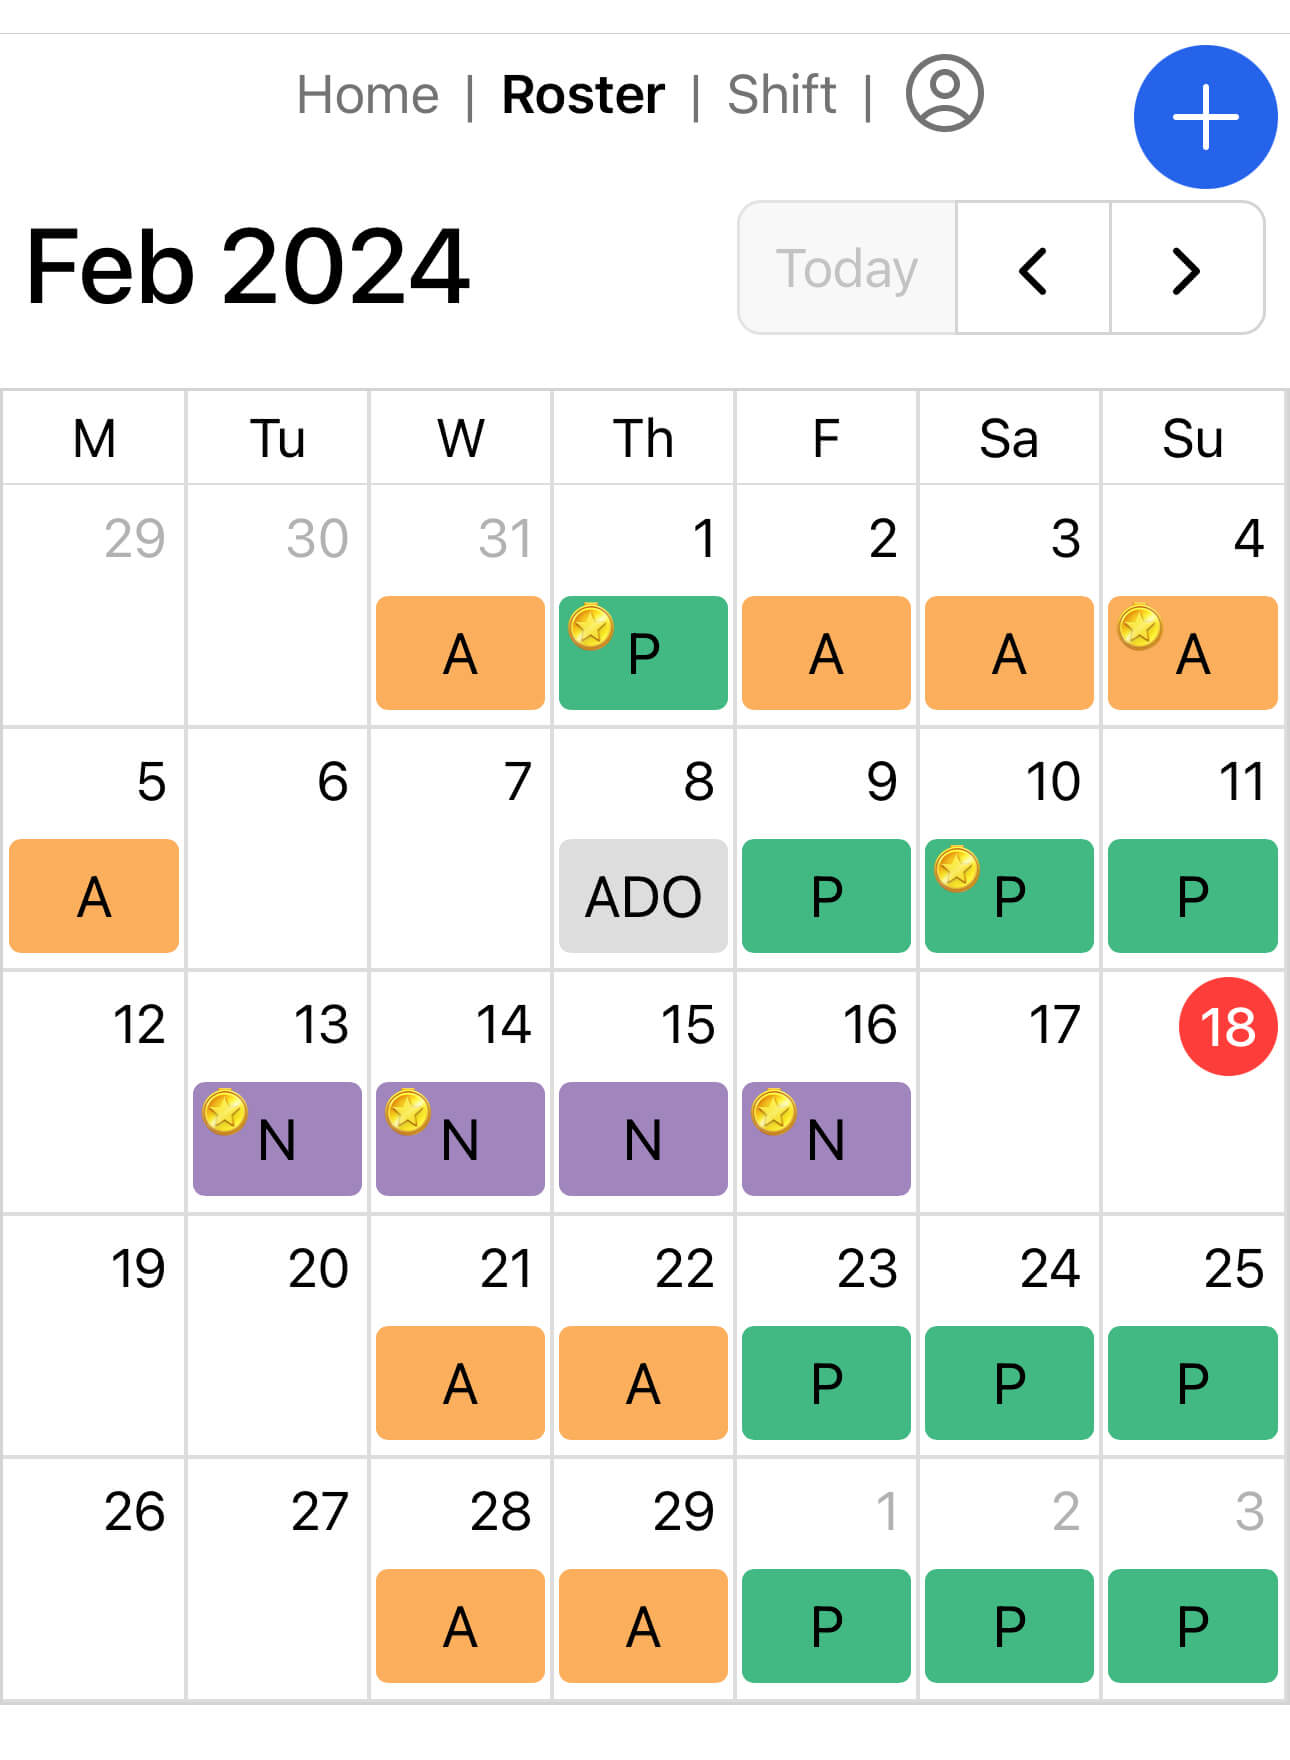 Home | Roster | Shift |
Feb 2024
Today
M Tu W Th F Sa Su
29 30 31 1 2 3 4
A P A A A
5 6 7 8 9 10 11
A ADO P P P
12 13 14 15 16 17 18
N N N N
19 20 21 22 23 24 25
A A P P P
26 27 28 29 1 2 3
A A P P P